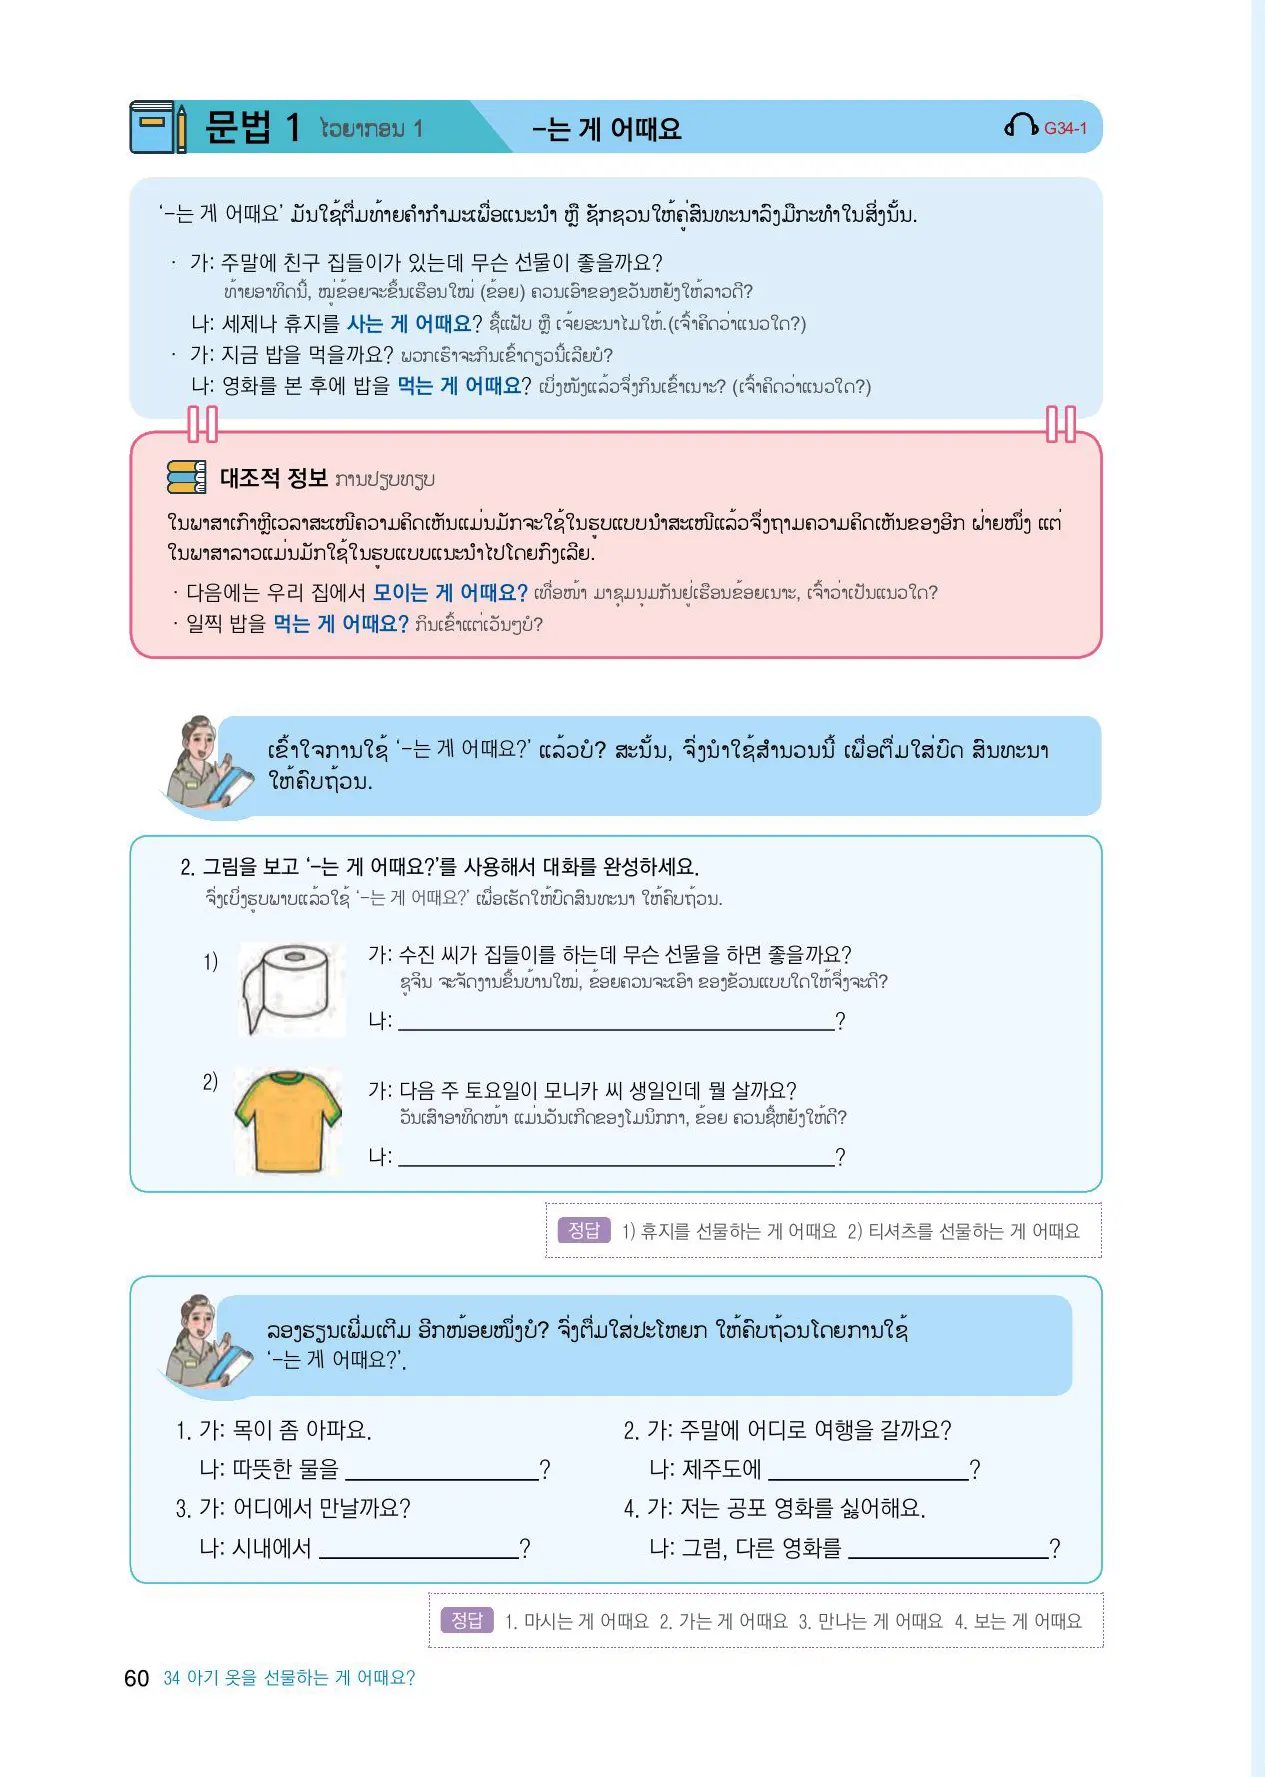 문법 1 ໄວຍາກອນ 1 -는 게 어때요 G34-1
‘-는 게 어때요’ ມັນໃຊ້ຕື່ມທ້າຍຄຳກຳມະເພື່ອແນະນຳ ຫຼື ຊັກຊວນໃຫ້ຄູ່ສົນທະນາລົງມືກະທຳໃນສິ່ງນັ້ນ.
· 가: 주말에 친구 집들이가 있는데 무슨 선물이 좋을까요?
ທ້າຍອາທິດນີ້, ໝູ່ຂ້ອຍຈະຂຶ້ນເຮືອນໃໝ່ (ຂ້ອຍ) ຄວນເອົາຂອງຂວັນຫຍັງໃຫ້ລາວດີ?
나: 세제나 휴지를 사는 게 어때요? ຊື້ແຟັບ ຫຼື ເຈ້ຍອະນາໄມໃຫ້.(ເຈົ້າຄິດວ່າແນວໃດ?)
· 가: 지금 밥을 먹을까요? ພວກເຮົາຈະກິນເຂົ້າດຽວນີ້ເລີຍບໍ?
나: 영화를 본 후에 밥을 먹는 게 어때요? ເບິ່ງໜັງແລ້ວຈຶ່ງກິນເຂົ້າເນາະ? (ເຈົ້າຄິດວ່າແນວໃດ?)
대조적 정보 ການປຽບທຽບ
ໃນພາສາເກົາຫຼີເວລາສະເໜີຄວາມຄິດເຫັນແມ່ນມັກຈະໃຊ້ໃນຮູບແບບນຳສະເໜີແລ້ວຈຶ່ງຖາມຄວາມຄິດເຫັນຂອງອີກ ຝ່າຍໜຶ່ງ ແຕ່
ໃນພາສາລາວແມ່ນມັກໃຊ້ໃນຮູບແບບແນະນຳໄປໂດຍກົງເລີຍ.
· 다음에는 우리 집에서 모이는 게 어때요? ເທື່ອໜ້າ ມາຊຸມນຸມກັນຢູ່ເຮືອນຂ້ອຍເນາະ, ເຈົ້າວ່າເປັນແນວໃດ?
· 일찍 밥을 먹는 게 어때요? ກິນເຂົ້າແຕ່ເວັນໆບໍ?
ເຂົ້າໃຈການໃຊ້ ‘-는 게 어때요?’ ແລ້ວບໍ? ສະນັ້ນ, ຈົ່ງນຳໃຊ້ສຳນວນນີ້ ເພື່ອຕື່ມໃສ່ບົດ ສົນທະນາ
ໃຫ້ຄົບຖ້ວນ.
2. 그림을 보고 ‘-는 게 어때요?’를 사용해서 대화를 완성하세요.
ຈົ່ງເບິ່ງຮູບພາບແລ້ວໃຊ້ ‘-는 게 어때요?’ ເພື່ອເຮັດໃຫ້ບົດສົນທະນາ ໃຫ້ຄົບຖ້ວນ.
1) 가: 수진 씨가 집들이를 하는데 무슨 선물을 하면 좋을까요?
ຊູຈິນ ຈະຈັດງານຂຶ້ນບ້ານໃໝ່, ຂ້ອຍຄວນຈະເອົາ ຂອງຂັວນແບບໃດໃຫ້ຈຶ່ງຈະດີ?
나: ?
2) 가: 다음 주 토요일이 모니카 씨 생일인데 뭘 살까요?
ວັນເສົາອາທິດໜ້າ ແມ່ນວັນເກີດຂອງໂມນິກກາ, ຂ້ອຍ ຄວນຊື້ຫຍັງໃຫ້ດີ?
나: ?
정답 1) 휴지를 선물하는 게 어때요 2) 티셔츠를 선물하는 게 어때요
ລອງຮຽນເພີ່ມເຕີມ ອີກໜ້ອຍໜຶ່ງບໍ? ຈົ່ງຕື່ມໃສ່ປະໂຫຍກ ໃຫ້ຄົບຖ້ວນໂດຍການໃຊ້
‘-는 게 어때요?’.
1. 가: 목이 좀 아파요.
나: 따뜻한 물을 ?
2. 가: 주말에 어디로 여행을 갈까요?
나: 제주도에 ?
3. 가: 어디에서 만날까요?
나: 시내에서 ?
4. 가: 저는 공포 영화를 싫어해요.
나: 그럼, 다른 영화를 ?
정답 1. 마시는 게 어때요 2. 가는 게 어때요 3. 만나는 게 어때요 4. 보는 게 어때요
60 34 아기 옷을 선물하는 게 어때요?